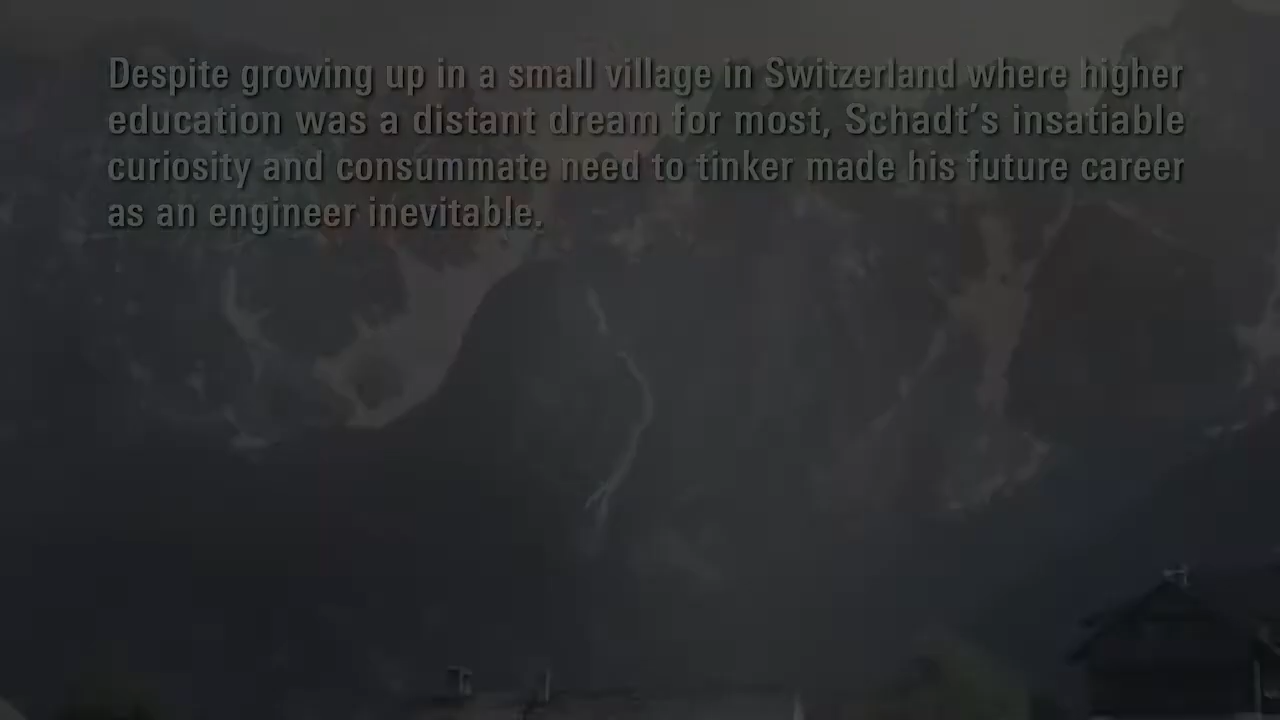 Despite growing up in a small village in Switzerland where higher
education was a distant dream for most, Schadt's insatiable
curiosity and consummate need to tinker made his future career
as an engineer inevitable.